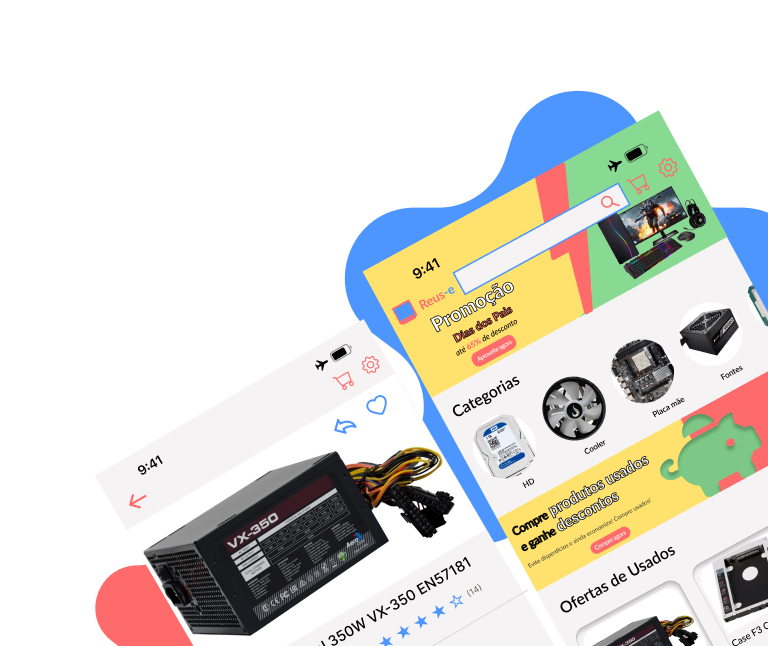 9:41
Reus-e
Promoção
Dias dos Pais
até 65% de desconto
Aproveite agora
Categorias
HD
Cooler
Placa mãe
Fontes
Compre produtos usados
e ganhe descontos
Evite disperdícios e ainda economize! Compre usados!
Compre agora
Ofertas de Usados
Case F3 C
9:41
VX-350
350W VX-350 EN57181
(14)